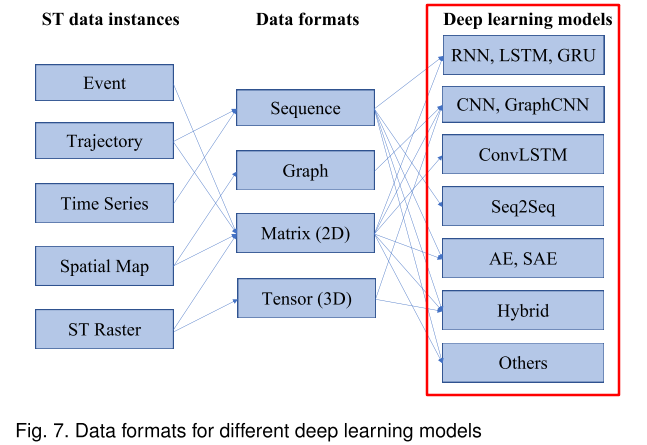 ST data instances
Data formats
Deep learning models
Event
Trajectory
Time Series
Spatial Map
ST Raster
Sequence
Graph
Matrix (2D)
Tensor (3D)
RNN, LSTM, GRU
CNN, GraphCNN
ConvLSTM
Seq2Seq
AE, SAE
Hybrid
Others
Fig. 7. Data formats for different deep learning models